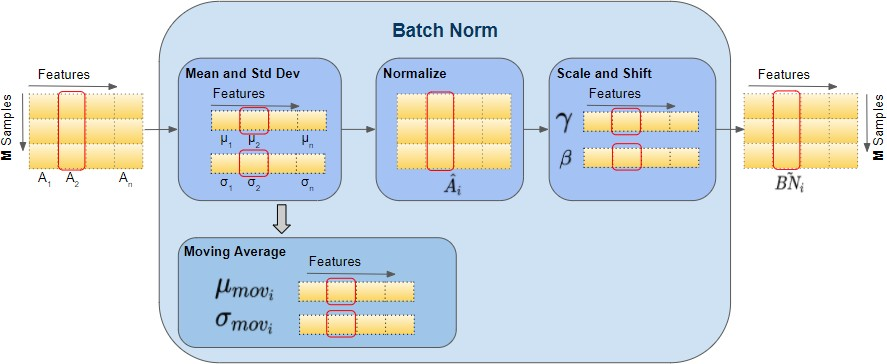 Batch Norm
Features
M Samples
A1 A2 An
Mean and Std Dev
Features
μ1 μ2 μn
σ1 σ2 σn
Normalize
Âi
Scale and Shift
Features
γ
β
Features
M Samples
BÑi
Moving Average
Features
μmovi
σmovi